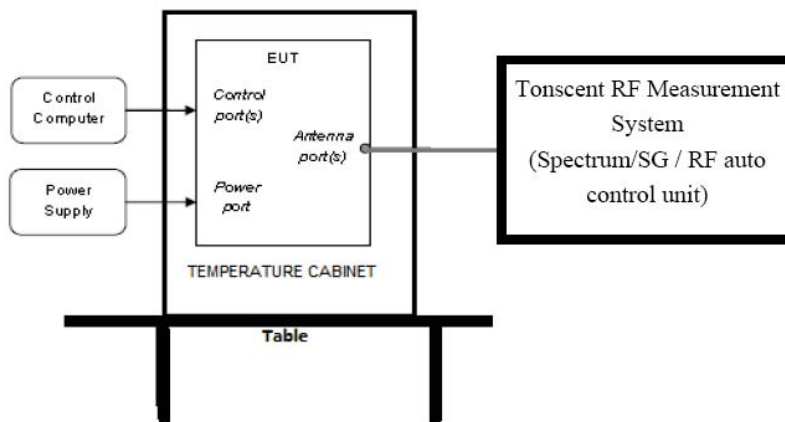 EUT
Control
Computer
Control
port(s)
Antenna
port(s)
Power
Supply
Power
port
TEMPERATURE CABINET
Table
Tonscent RF Measurement
System
(Spectrum/SG / RF auto
control unit)